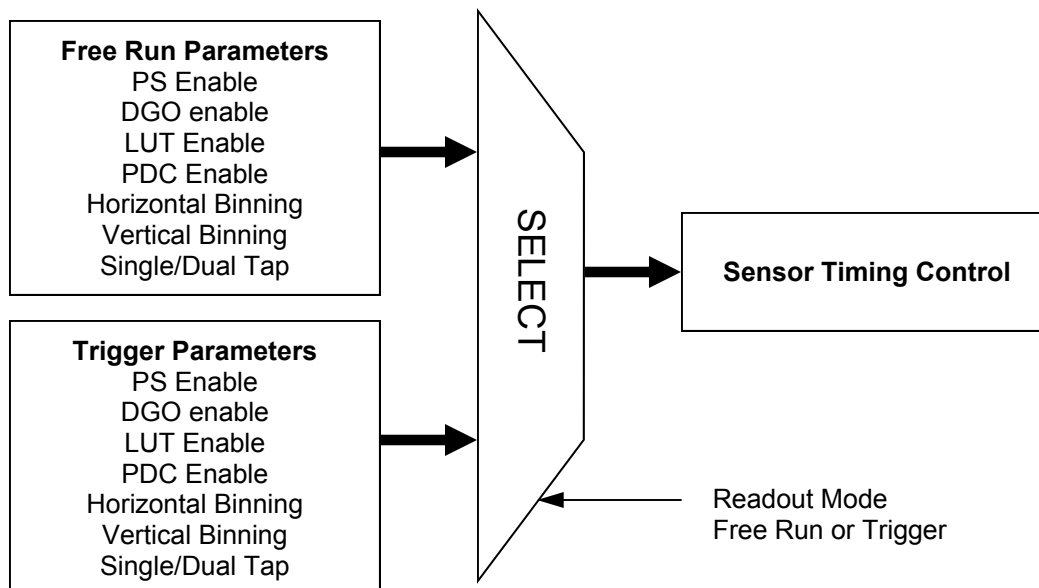 Free Run Parameters
PS Enable
DGO enable
LUT Enable
PDC Enable
Horizontal Binning
Vertical Binning
Single/Dual Tap
Trigger Parameters
PS Enable
DGO enable
LUT Enable
PDC Enable
Horizontal Binning
Vertical Binning
Single/Dual Tap
SELECT
Sensor Timing Control
Readout Mode
Free Run or Trigger